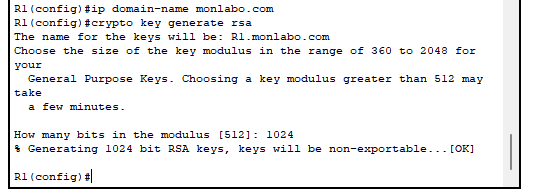 R1(config)#ip domain-name monlabo.com
R1(config)#crypto key generate rsa
The name for the keys will be: R1.monlabo.com
Choose the size of the key modulus in the range of 360 to 2048 for
your
  General Purpose Keys. Choosing a key modulus greater than 512 may
take
  a few minutes.

How many bits in the modulus [512]: 1024
% Generating 1024 bit RSA keys, keys will be non-exportable...[OK]

R1(config)#